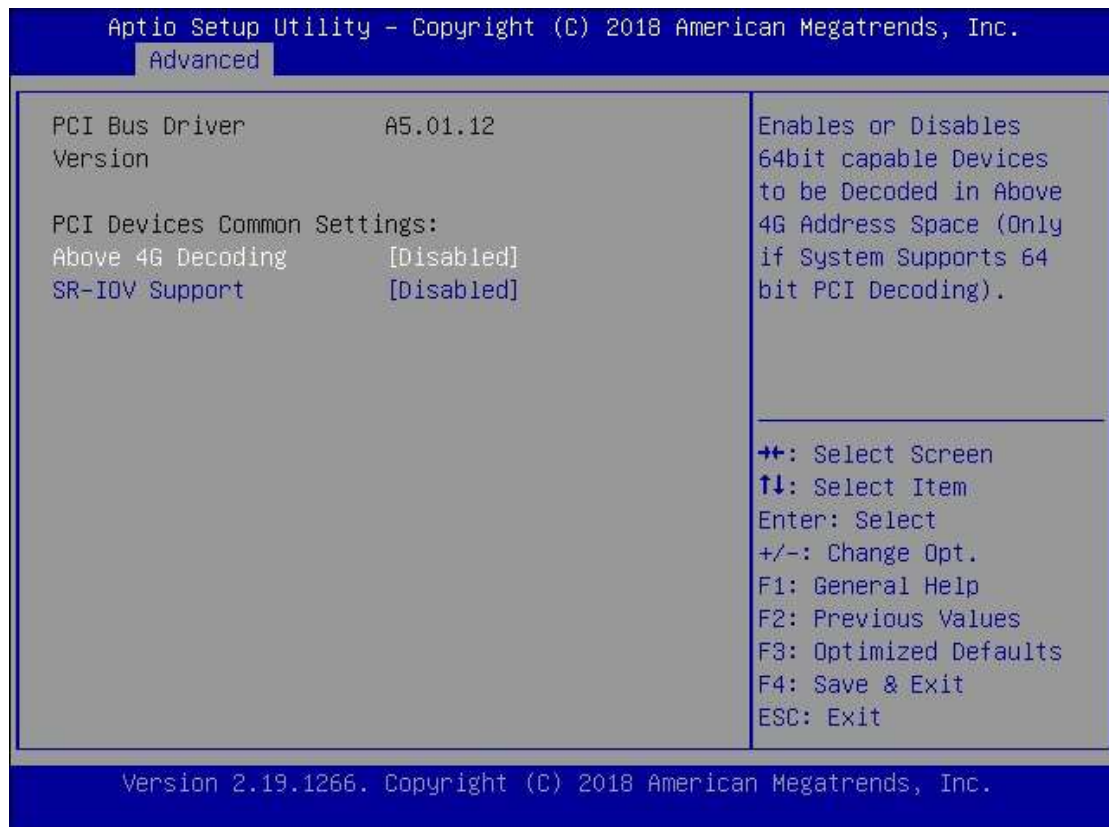 Aptio Setup Utility – Copyright (C) 2018 American Megatrends, Inc.
Advanced
PCI Bus Driver A5.01.12
Version
PCI Devices Common Settings:
Above 4G Decoding [Disabled]
SR-IOV Support [Disabled]
Enables or Disables
64bit capable Devices
to be Decoded in Above
4G Address Space (Only
if System Supports 64
bit PCI Decoding).
→←: Select Screen
↑↓: Select Item
Enter: Select
+/-: Change Opt.
F1: General Help
F2: Previous Values
F3: Optimized Defaults
F4: Save & Exit
ESC: Exit
Version 2.19.1266. Copyright (C) 2018 American Megatrends, Inc.